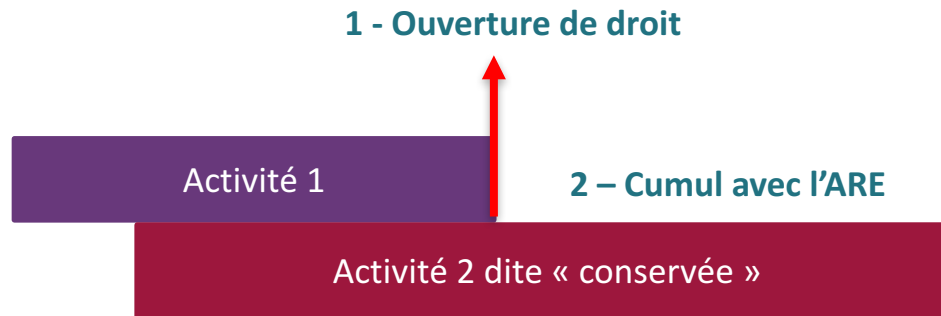 1 - Ouverture de droit
Activité 1
2 – Cumul avec l’ARE
Activité 2 dite « conservée »